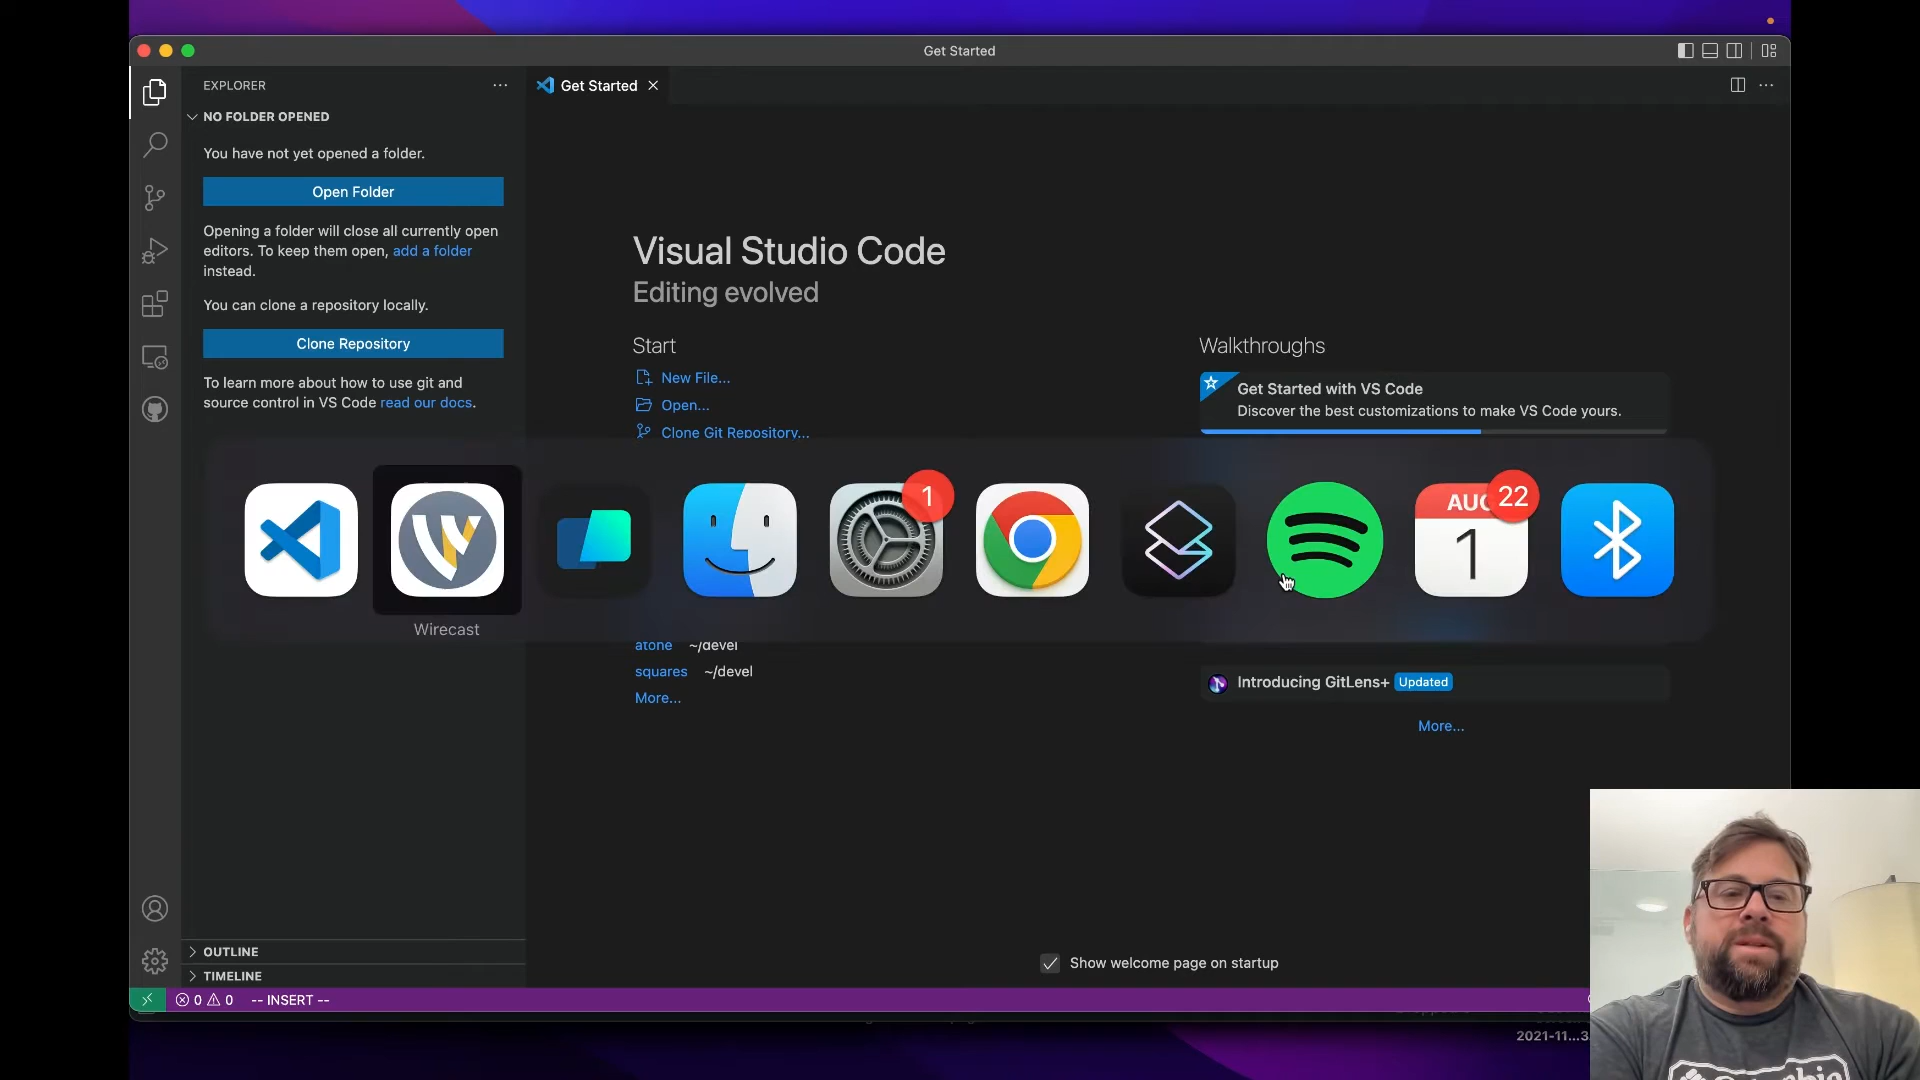 Get Started
EXPLORER
Get Started
NO FOLDER OPENED
You have not yet opened a folder.
Open Folder
Opening a folder will close all currently open
editors. To keep them open, add a folder
instead.
You can clone a repository locally.
Clone Repository
To learn more about how to use git and
source control in VS Code read our docs.
Visual Studio Code
Editing evolved
Start
New File...
Open...
Clone Git Repository...
Walkthroughs
Get Started with VS Code
Discover the best customizations to make VS Code yours.
1
AUG
22
1
Wirecast
atone ~/devel
squares ~/devel
More...
Introducing GitLens+ Updated
More...
OUTLINE
TIMELINE
Show welcome page on startup
0 0 -- INSERT --
2021-11...3